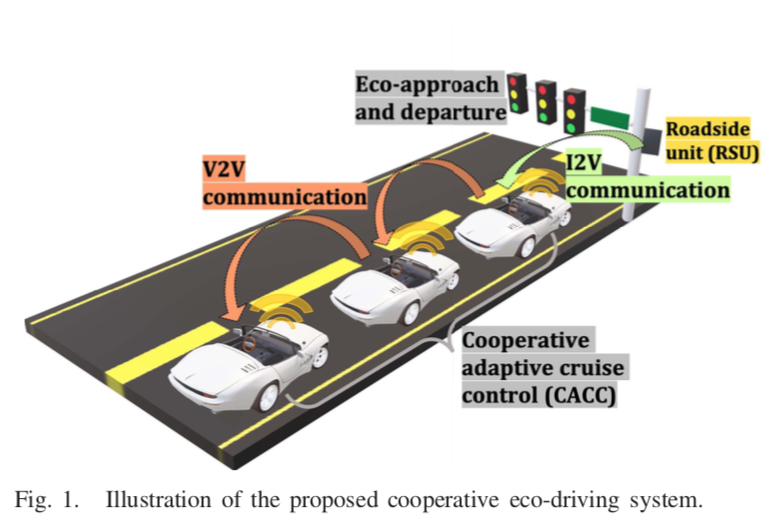 Eco-approach
and departure
Roadside
unit (RSU)
V2V
communication
I2V
communication
Cooperative
adaptive cruise
control (CACC)
Fig. 1. Illustration of the proposed cooperative eco-driving system.